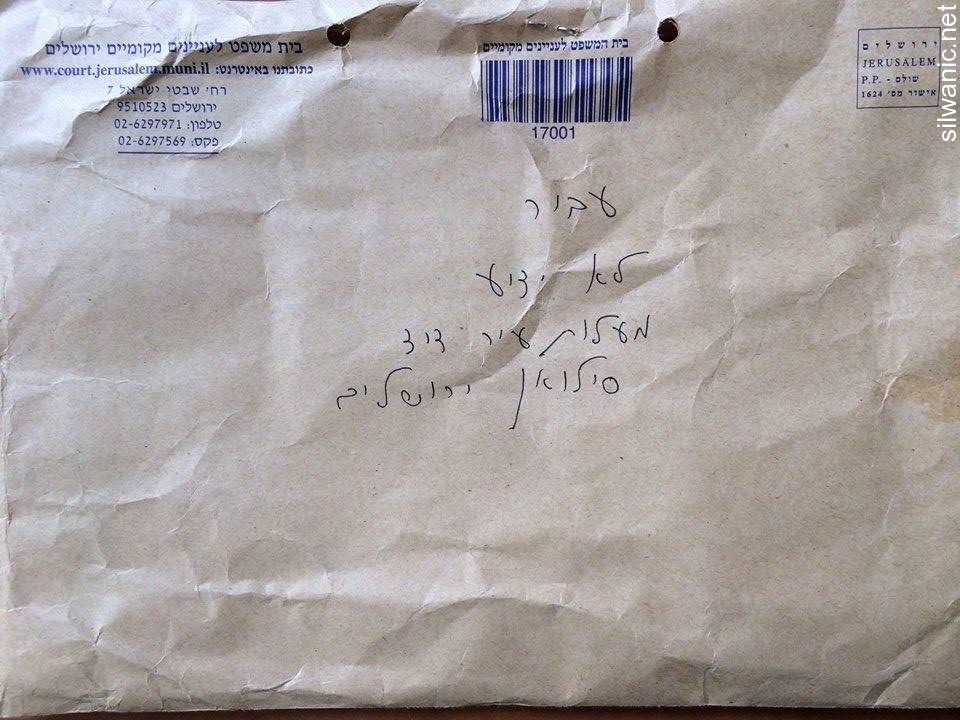 בית משפט לעניינים מקומיים ירושלים
כתובתנו באינטרנט: www.court.jerusalem.muni.il
רח' שבטי ישראל 7
ירושלים 9510523
טלפון: 02-6297971
פקס: 02-6297569
בית המשפט לעניינים מקומיים
17001
ירושלים
JERUSALEM
P.P. - שולם
אישור מס' 1624
עבור
לא ידוע
מעלות עיר דוד
סילוואן ירושלים
silwanic.net